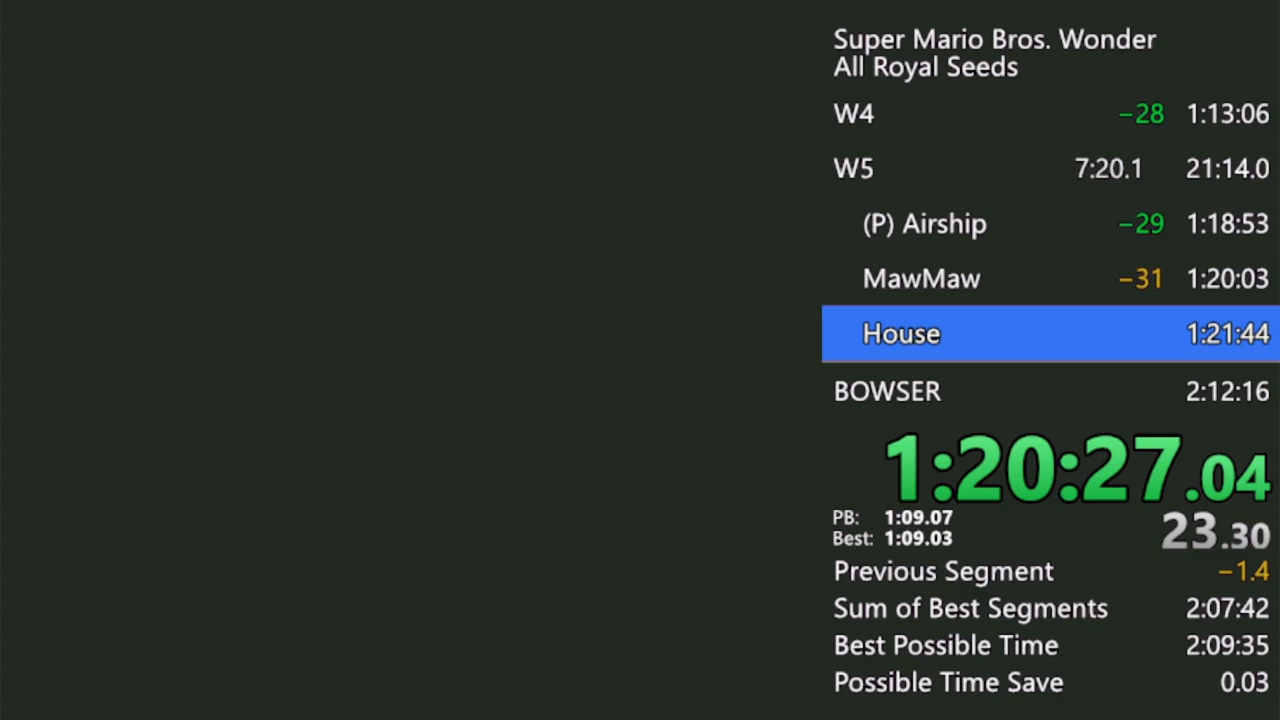 Super Mario Bros. Wonder
All Royal Seeds
W4 −28 1:13:06
W5 7:20.1 21:14.0
(P) Airship −29 1:18:53
MawMaw −31 1:20:03
House 1:21:44
BOWSER 2:12:16
1:20:27.04
PB: 1:09.07
Best: 1:09.03
23.30
Previous Segment −1.4
Sum of Best Segments 2:07:42
Best Possible Time 2:09:35
Possible Time Save 0.03